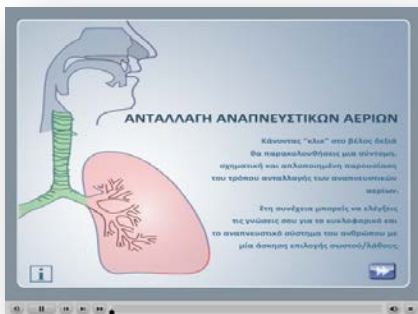 ΑΝΤΑΛΛΑΓΗ ΑΝΑΠΝΕΥΣΤΙΚΩΝ ΑΕΡΙΩΝ
Κάνοντας "κλικ" στο βέλος δεξιά
θα παρακολουθήσεις μια σύντομη,
σχηματική και απλοποιημένη παρουσίαση
του τρόπου ανταλλαγής των αναπνευστικών
αερίων.
Στη συνέχεια μπορείς να ελέγξεις
τις γνώσεις σου για το κυκλοφορικό και
το αναπνευστικό σύστημα του ανθρώπου με
μία άσκηση επιλογής σωστού/λάθους.
i